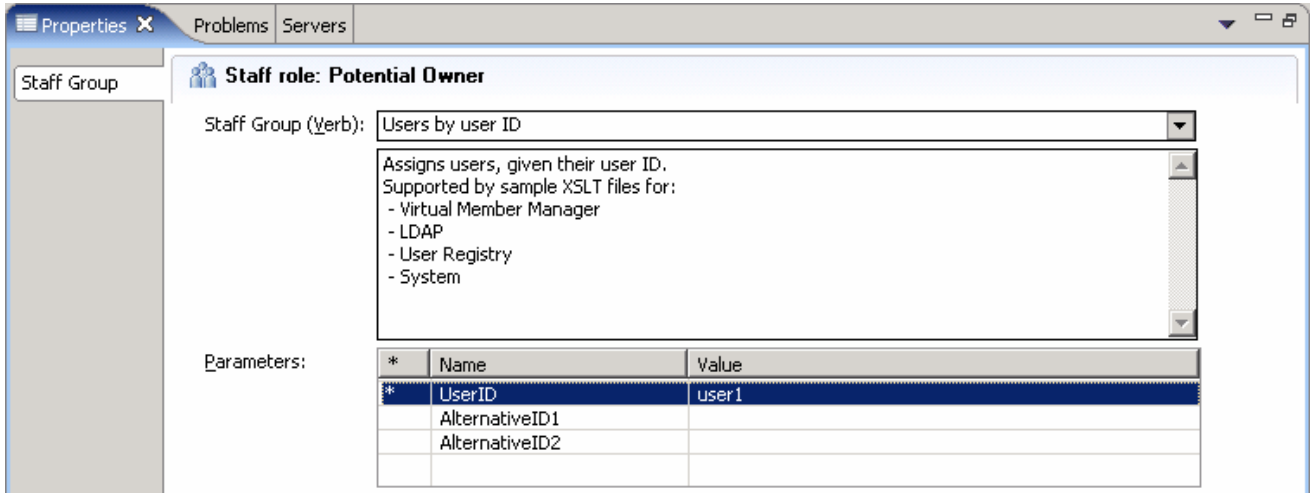 Properties Problems Servers
Staff Group
Staff role: Potential Owner
Staff Group (Verb): Users by user ID
Assigns users, given their user ID.
Supported by sample XSLT files for:
- Virtual Member Manager
- LDAP
- User Registry
- System
Parameters:
* Name Value
* UserID user1
AlternativeID1
AlternativeID2